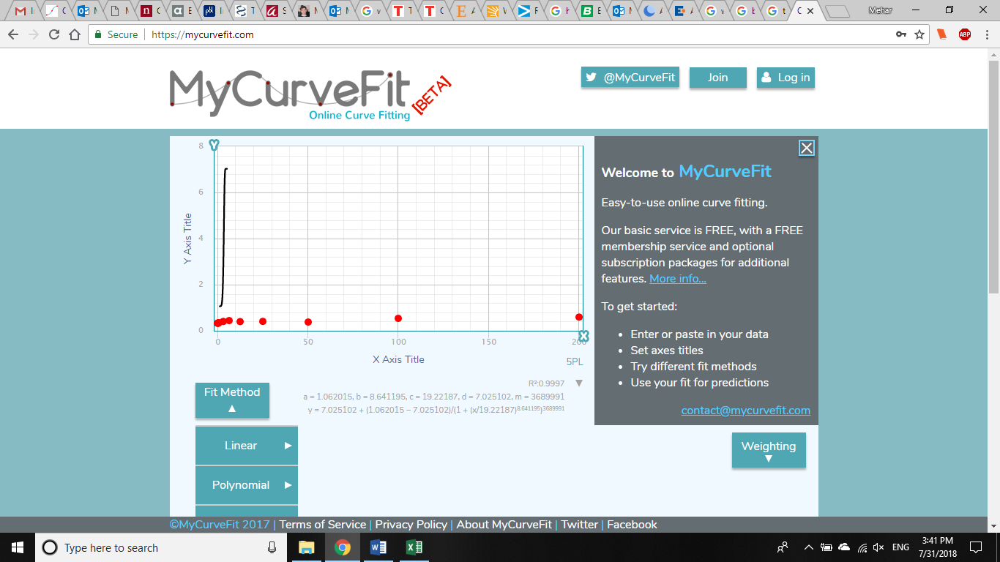 Mehar
Secure
https://mycurvefit.com
ABP
MyCurveFit
[BETA]
Online Curve Fitting
@MyCurveFit
Join
Log in
Y
8
6
4
2
0
Y Axis Title
0
50
100
150
200
X
X Axis Title
5PL
R²:0.9997
a = 1.062015, b = 8.641195, c = 19.22187, d = 7.025102, m = 3689991
y = 7.025102 + (1.062015 − 7.025102)/(1 + (x/19.22187)^8.641195)^3689991
Fit Method
Linear
Polynomial
Welcome to MyCurveFit
Easy-to-use online curve fitting.
Our basic service is FREE, with a FREE
membership service and optional
subscription packages for additional
features. More info...
To get started:
• Enter or paste in your data
• Set axes titles
• Try different fit methods
• Use your fit for predictions
contact@mycurvefit.com
Weighting
©MyCurveFit 2017 | Terms of Service | Privacy Policy | About MyCurveFit | Twitter | Facebook
Type here to search
ENG
3:41 PM
7/31/2018